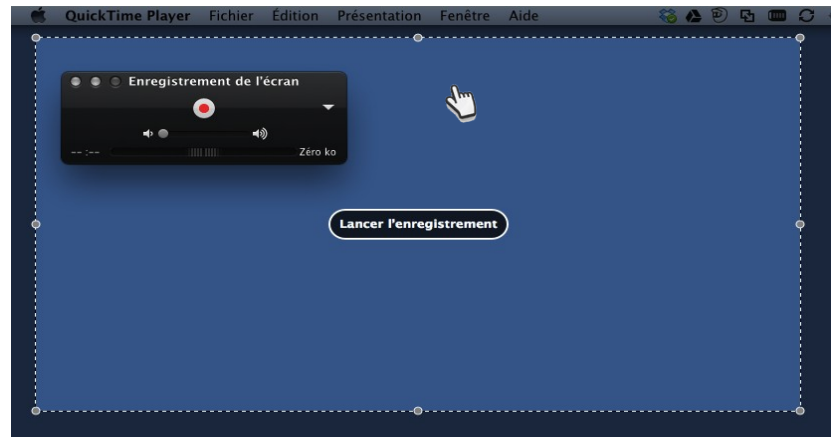 QuickTime Player Fichier Édition Présentation Fenêtre Aide
Enregistrement de l'écran
--:-- Zéro ko
Lancer l'enregistrement